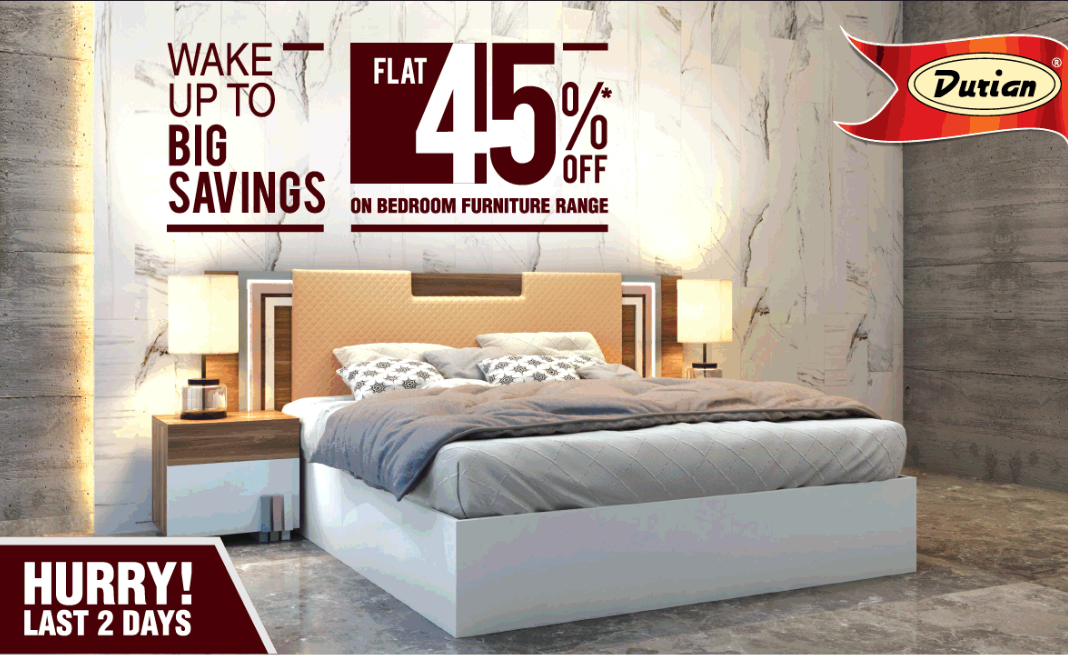 WAKE
UP TO
BIG
SAVINGS
FLAT 45%* OFF
ON BEDROOM FURNITURE RANGE
Durian®
HURRY!
LAST 2 DAYS